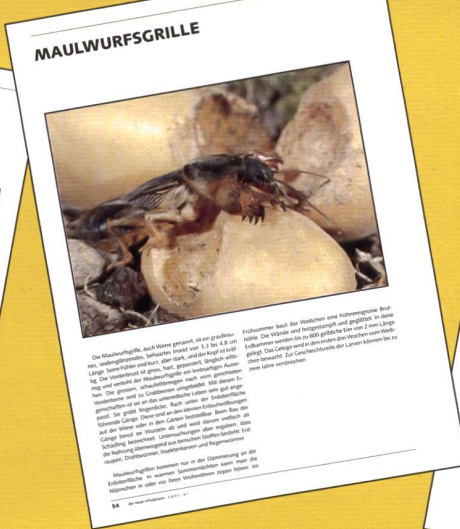 MAULWURFSGRILLE
Die Maulwurfsgrille, auch Werre genannt, ist ein graubrau-
nes, seidenglänzendes, behaartes Insekt von 3,3 bis 4,8 cm
Länge. Seine Fühler sind kurz, aber stark, und der Kopf ist kräf-
tig. Die Vorderbrust ist gross, hart, gepanzert, länglich-eiför-
mig und verleiht der Maulwurfsgrille ein krebsartiges Ausse-
hen. Die grossen, schaufelförmigen nach vorn gerichteten
Vorderbeine sind zu Grabbeinen umgebildet. Mit diesen Ei-
genschaften ist sie an das unterirdische Leben sehr gut ange-
passt. Sie gräbt fingerdicke, flach unter der Erdoberfläche
führende Gänge. Diese sind an den kleinen Erdaufwölbungen
auf der Wiese oder in den Gärten feststellbar. Beim Bau der
Gänge beisst sie Wurzeln ab und wird darum vielfach als
Schädling bezeichnet. Untersuchungen aber ergaben, dass
die Nahrung überwiegend aus tierischen Stoffen besteht: Erd-
raupen, Drahtwürmer, Insektenlarven und Regenwürmer.
Maulwurfsgrillen kommen nur in der Dämmerung an die
Erdoberfläche. In warmen Sommernächten kann man die
Männchen in oder vor ihren Wohnröhren zirpen hören. Im
Frühsommer baut das Weibchen eine hühnereigrosse Brut-
höhle. Die Wände sind festgestampft und geglättet. In diese
Erdkammer werden bis zu 600 gelbliche Eier von 2 mm Länge
gelegt. Das Gelege wird in den ersten drei Wochen vom Weib-
chen bewacht. Zur Geschlechtsreife der Larven können bis zu
zwei Jahre verstreichen.
54 die neue schulpraxis